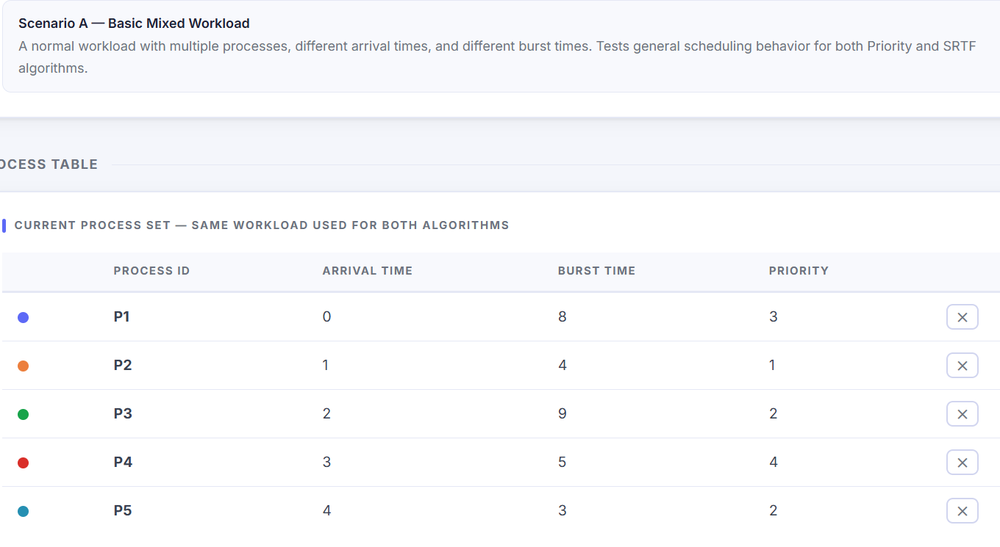 Scenario A — Basic Mixed Workload
A normal workload with multiple processes, different arrival times, and different burst times. Tests general scheduling behavior for both Priority and SRTF
algorithms.
OCESS TABLE
CURRENT PROCESS SET — SAME WORKLOAD USED FOR BOTH ALGORITHMS
PROCESS ID ARRIVAL TIME BURST TIME PRIORITY
P1 0 8 3
P2 1 4 1
P3 2 9 2
P4 3 5 4
P5 4 3 2